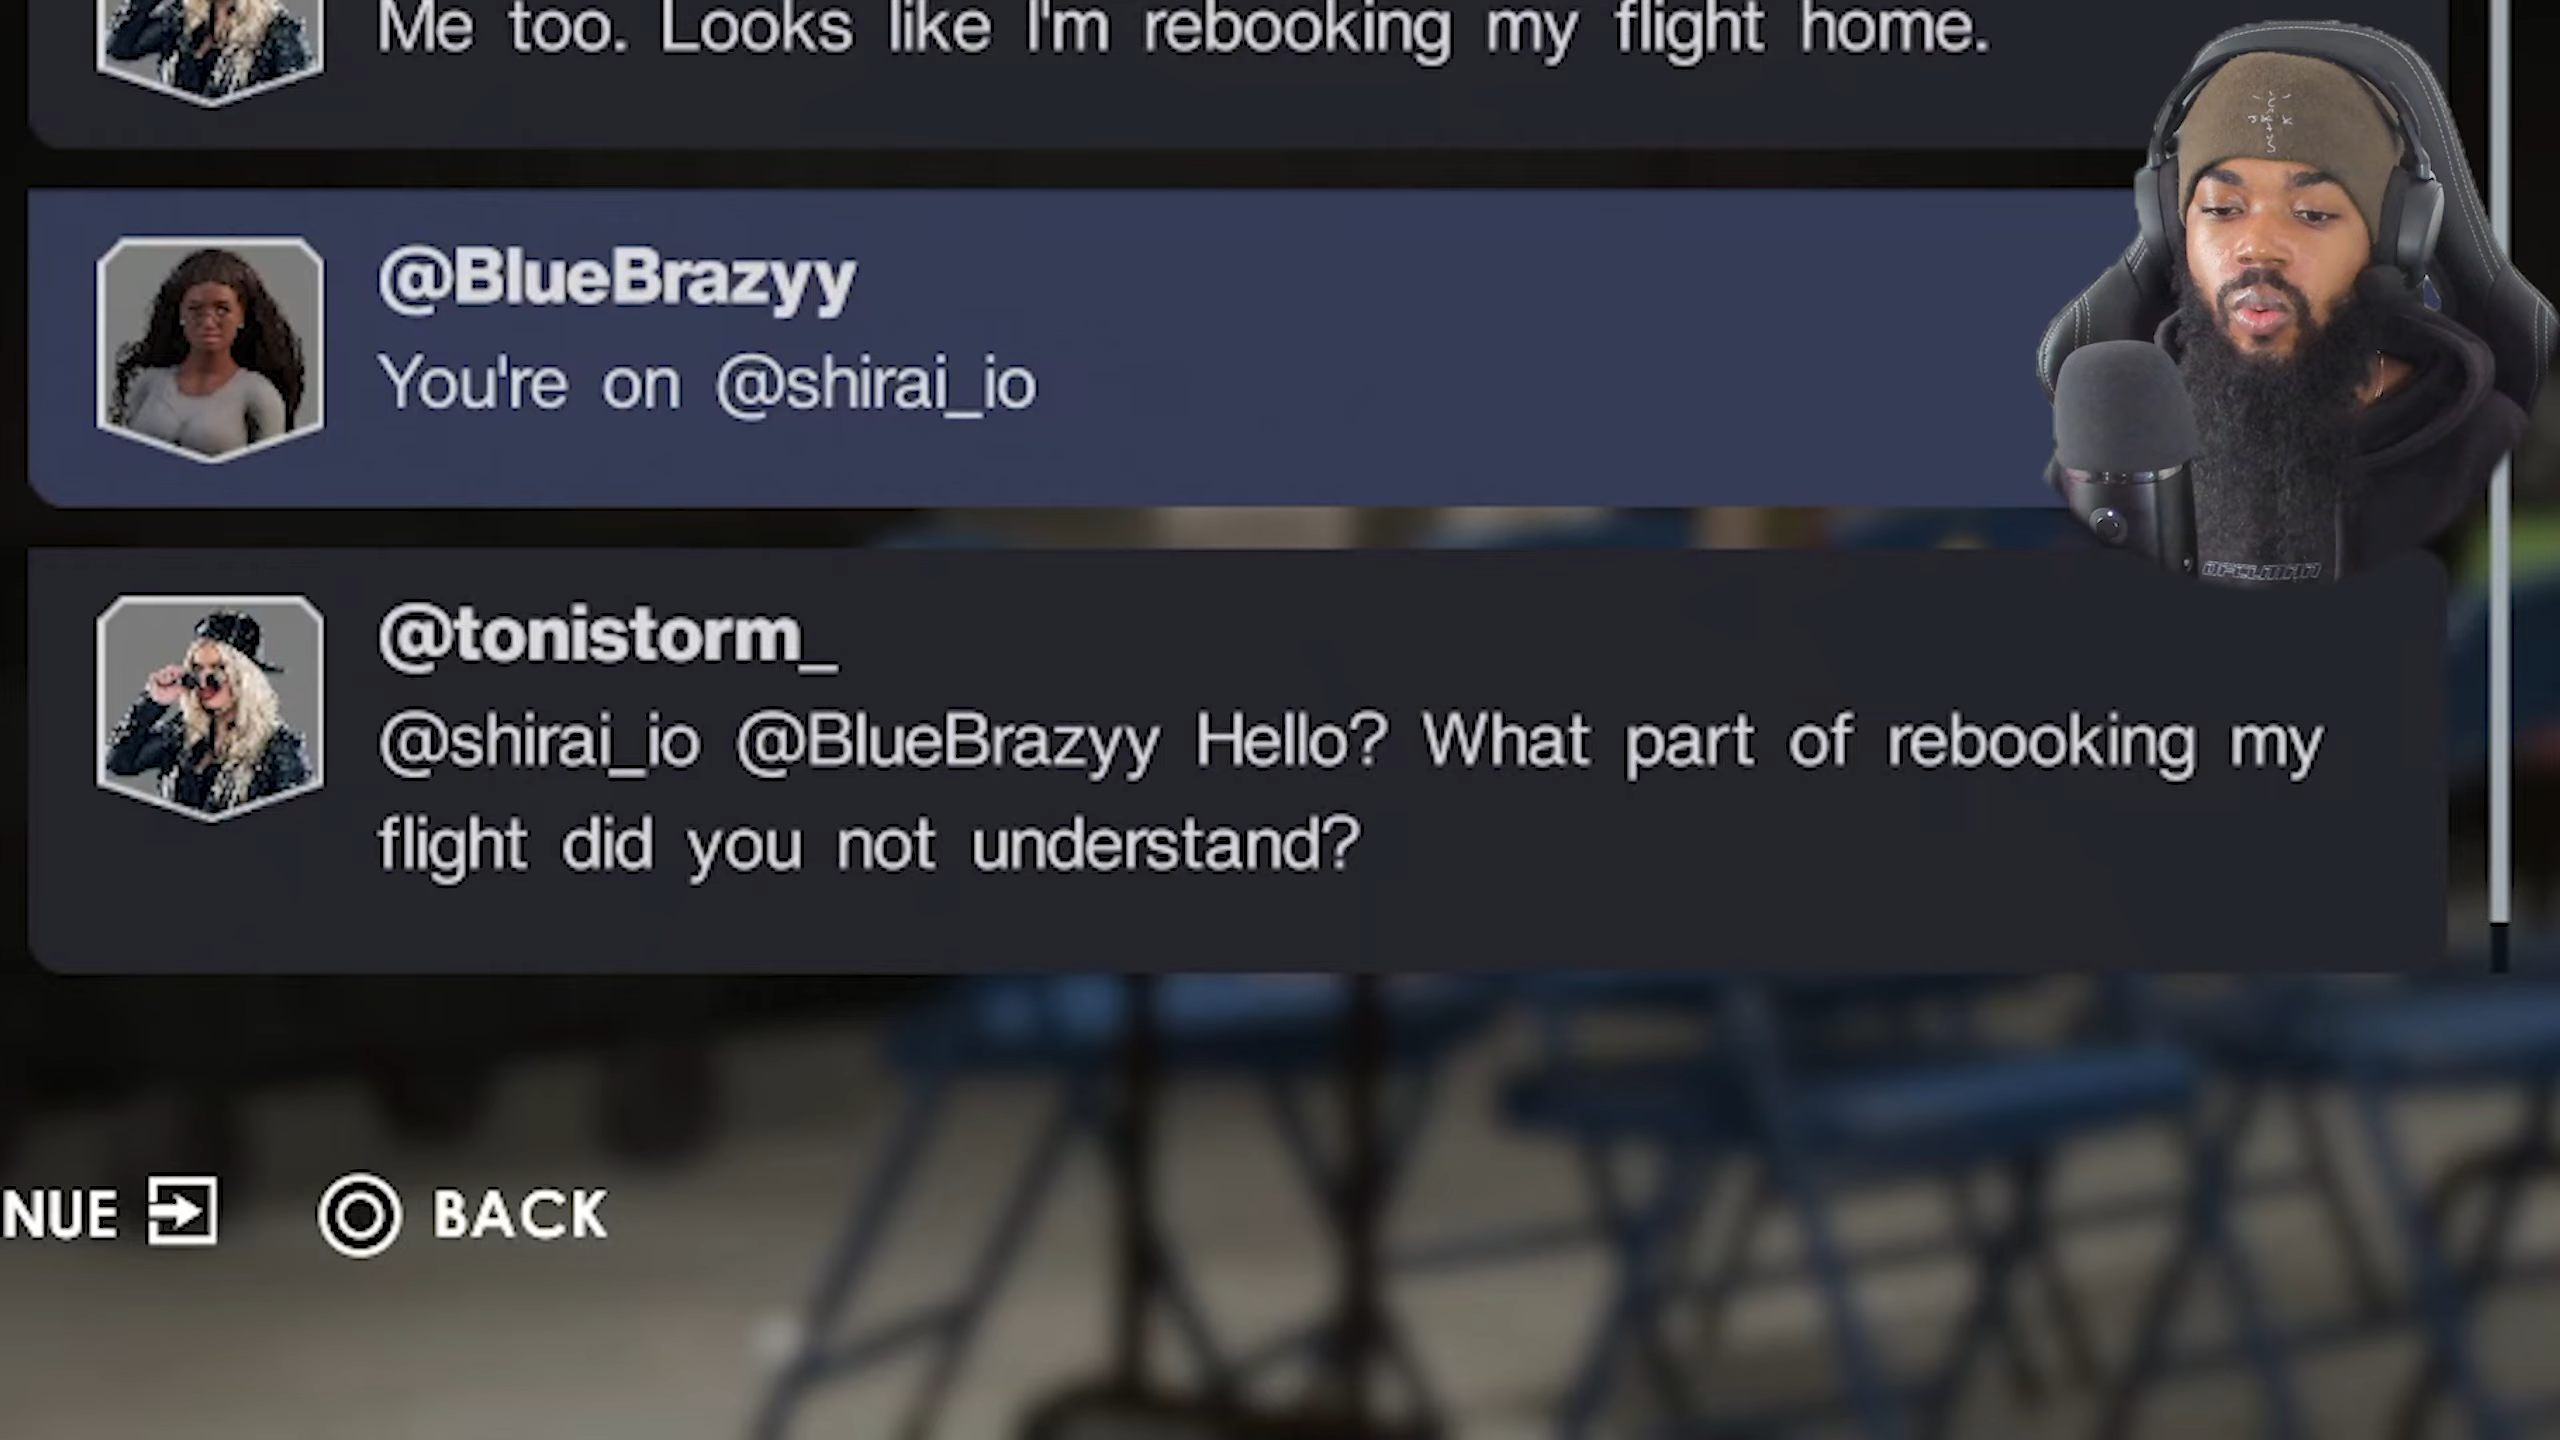 Me too. Looks like I'm rebooking my flight home.
@BlueBrazyy
You're on @shirai_io
@tonistorm_
@shirai_io @BlueBrazyy Hello? What part of rebooking my
flight did you not understand?
NUE BACK